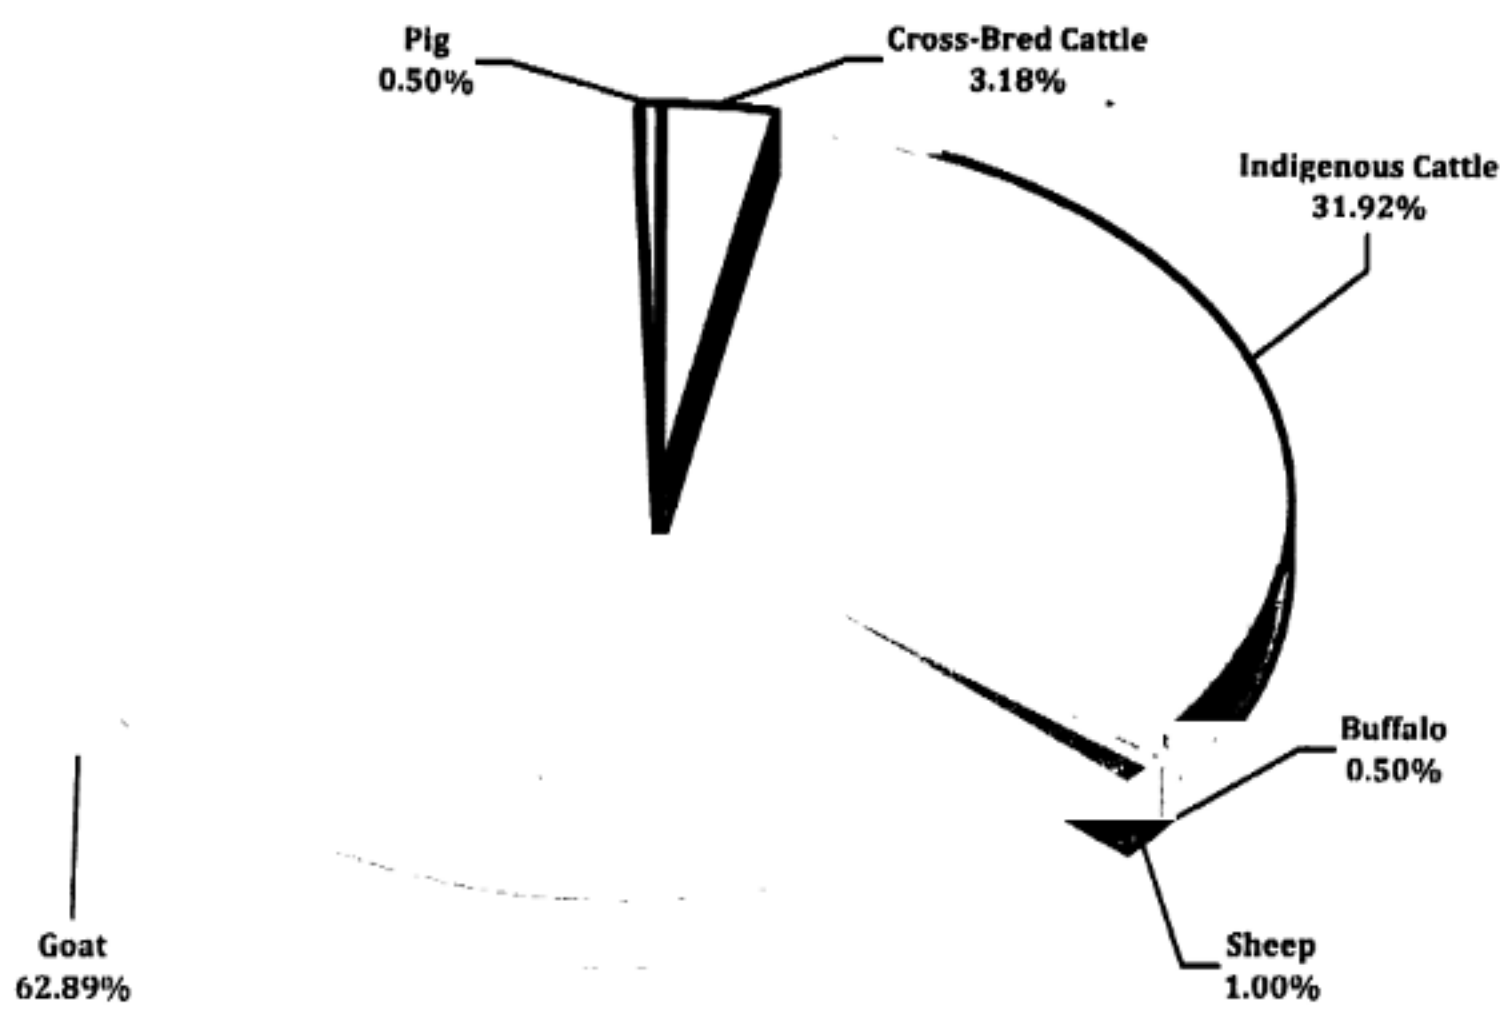 Pig
0.50%
Cross-Bred Cattle
3.18%
Indigenous Cattle
31.92%
Buffalo
0.50%
Sheep
1.00%
Goat
62.89%